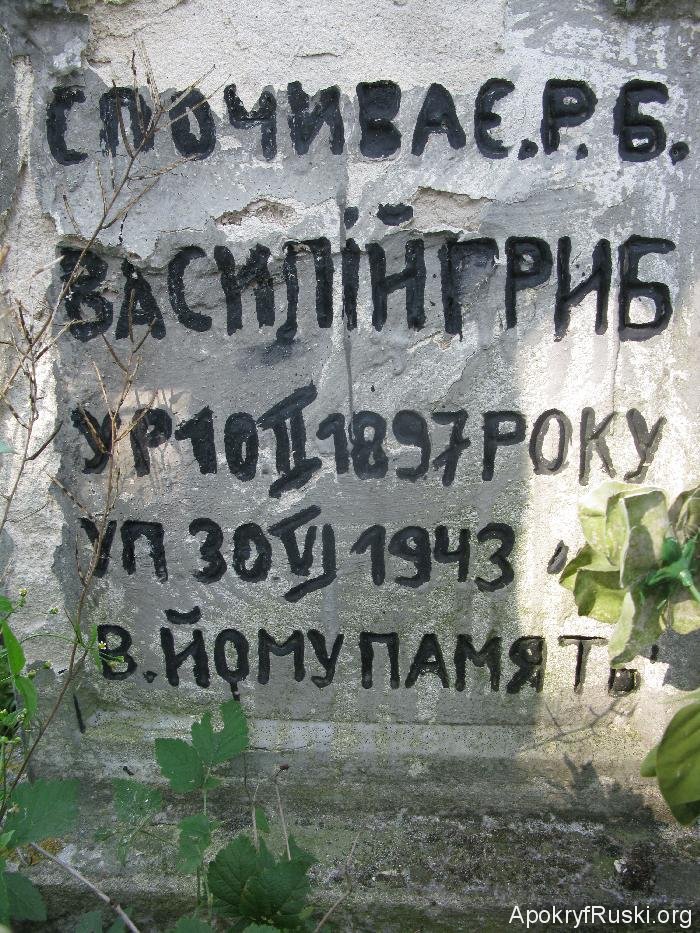 СПОЧИВАЄ.Р.Б.
ВАСИЛІЙ ГРИБ
УР 10 II 1897 РОКУ
УП 30 VI 1943
В.ЙОМУ ПАМЯТЬ
ApokryfRuski.org